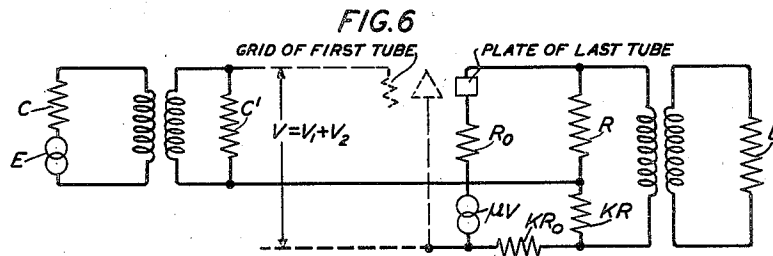 FIG. 6
GRID OF FIRST TUBE
PLATE OF LAST TUBE
C
E
C'
V=V₁+V₂
R₀
μV
KR₀
R
KR